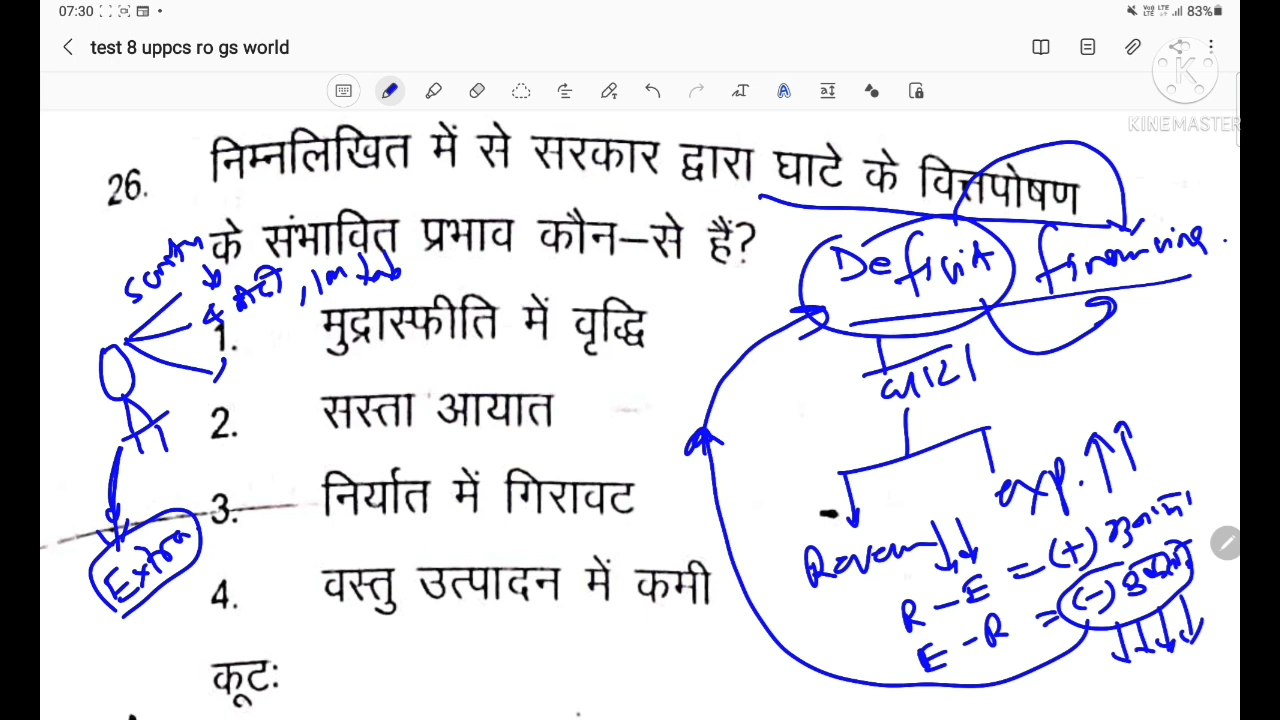 07:30
83%
test 8 uppcs ro gs world
KINEMASTER
26. निम्नलिखित में से सरकार द्वारा घाटे के वित्तपोषण
के संभावित प्रभाव कौन–से हैं?
Deficit financing.
1. मुद्रास्फीति में वृद्धि
घाटा
2. सस्ता आयात
exp.
3. निर्यात में गिरावट
Extra
R – E = (+)
4. वस्तु उत्पादन में कमी
E – R = (–)
कूटः